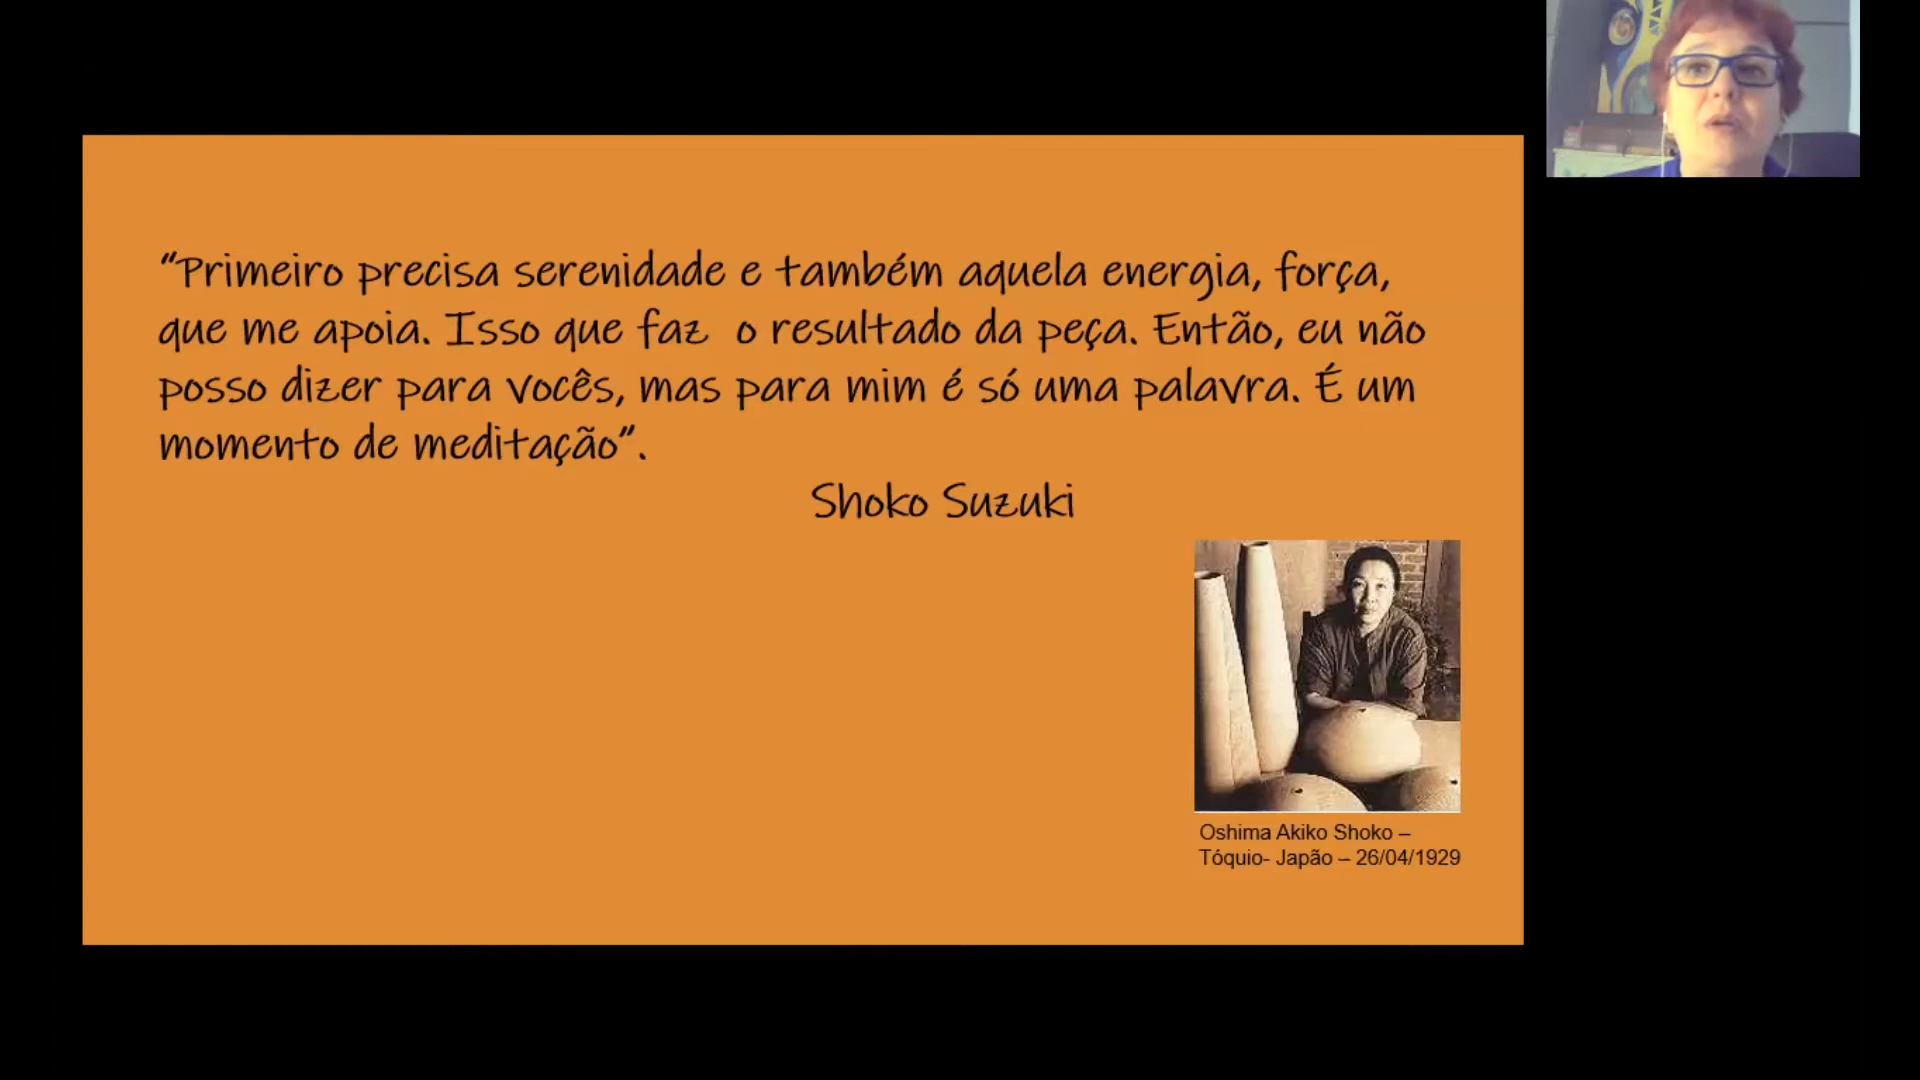 “Primeiro precisa serenidade e também aquela energia, força,
que me apoia. Isso que faz o resultado da peça. Então, eu não
posso dizer para vocês, mas para mim é só uma palavra. É um
momento de meditação”.
Shoko Suzuki
Oshima Akiko Shoko –
Tóquio- Japão – 26/04/1929